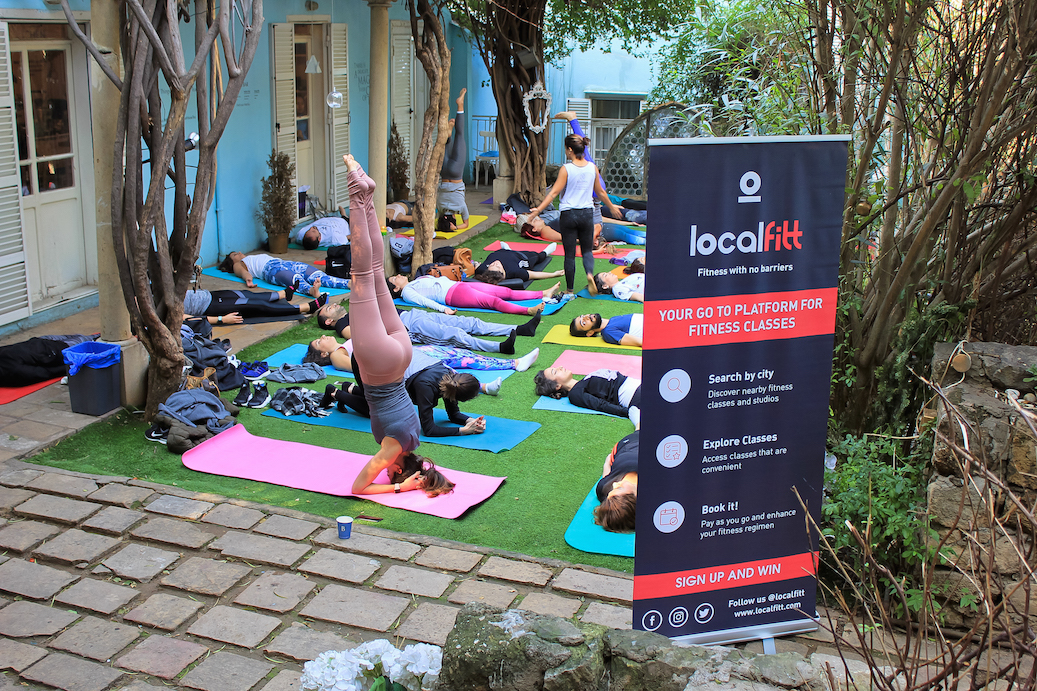 localfitt
Fitness with no barriers
YOUR GO TO PLATFORM FOR
FITNESS CLASSES
Search by city
Discover nearby fitness
classes and studios
Explore Classes
Access classes that are
convenient
Book it!
Pay as you go and enhance
your fitness regimen
SIGN UP AND WIN
Follow us @localfitt
www.localfitt.com